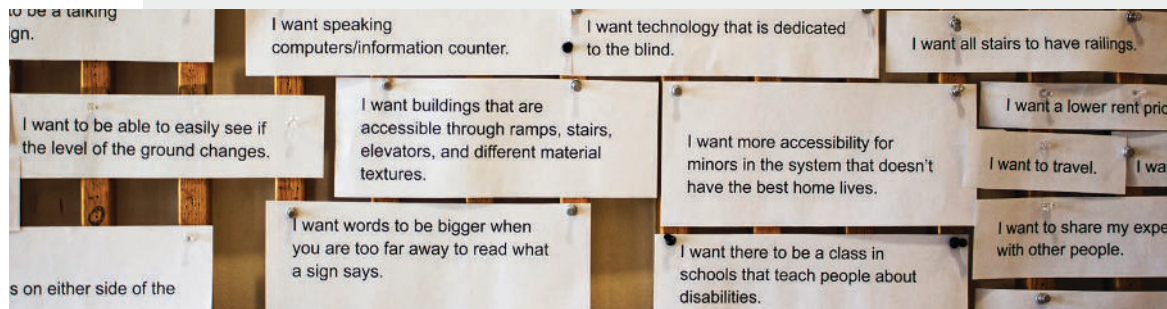 to be a talking
ign.
I want speaking
computers/information counter.
I want technology that is dedicated
to the blind.
I want all stairs to have railings.
I want to be able to easily see if
the level of the ground changes.
I want buildings that are
accessible through ramps, stairs,
elevators, and different material
textures.
I want more accessibility for
minors in the system that doesn't
have the best home lives.
I want a lower rent pric
I want to travel.
I wa
I want words to be bigger when
you are too far away to read what
a sign says.
I want there to be a class in
schools that teach people about
disabilities.
I want to share my expe
with other people.
s on either side of the